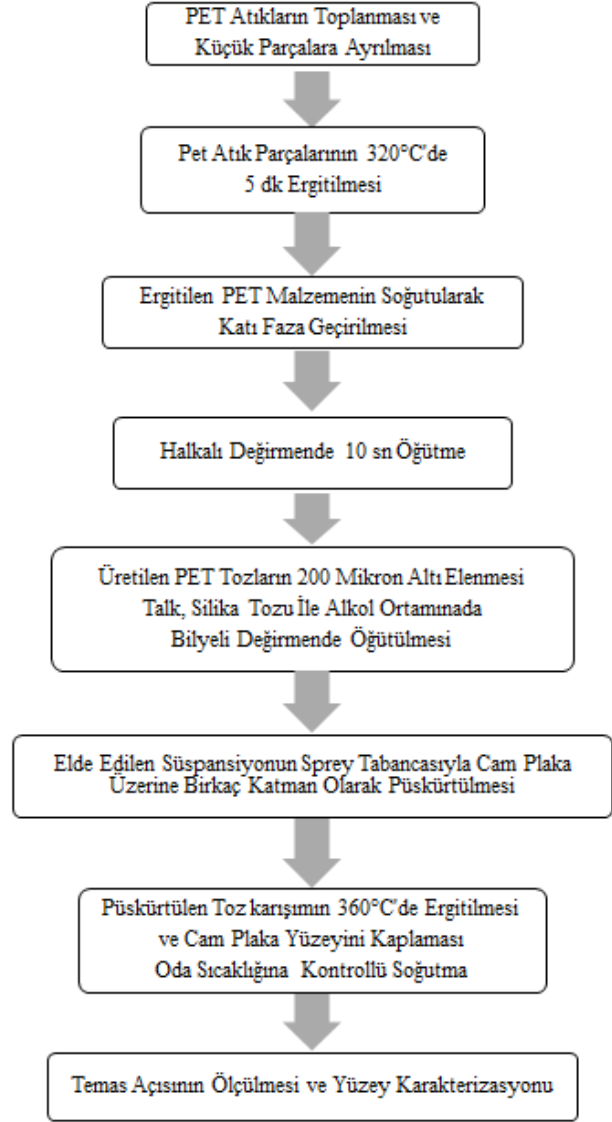 PET Atıkların Toplanması ve
Küçük Parçalara Ayrılması
Pet Atık Parçalarının 320°C'de
5 dk Ergitilmesi
Ergitilen PET Malzemenin Soğutularak
Katı Faza Geçirilmesi
Halkalı Değirmende 10 sn Öğütme
Üretilen PET Tozların 200 Mikron Altı Elenmesi
Talk, Silika Tozu İle Alkol Ortamınada
Bilyeli Değirmende Öğütülmesi
Elde Edilen Süspansiyonun Sprey Tabancasıyla Cam Plaka
Üzerine Birkaç Katman Olarak Püskürtülmesi
Püskürtülen Toz karışımın 360°C'de Ergitilmesi
ve Cam Plaka Yüzeyini Kaplaması
Oda Sıcaklığına Kontrollü Soğutma
Temas Açısının Ölçülmesi ve Yüzey Karakterizasyonu